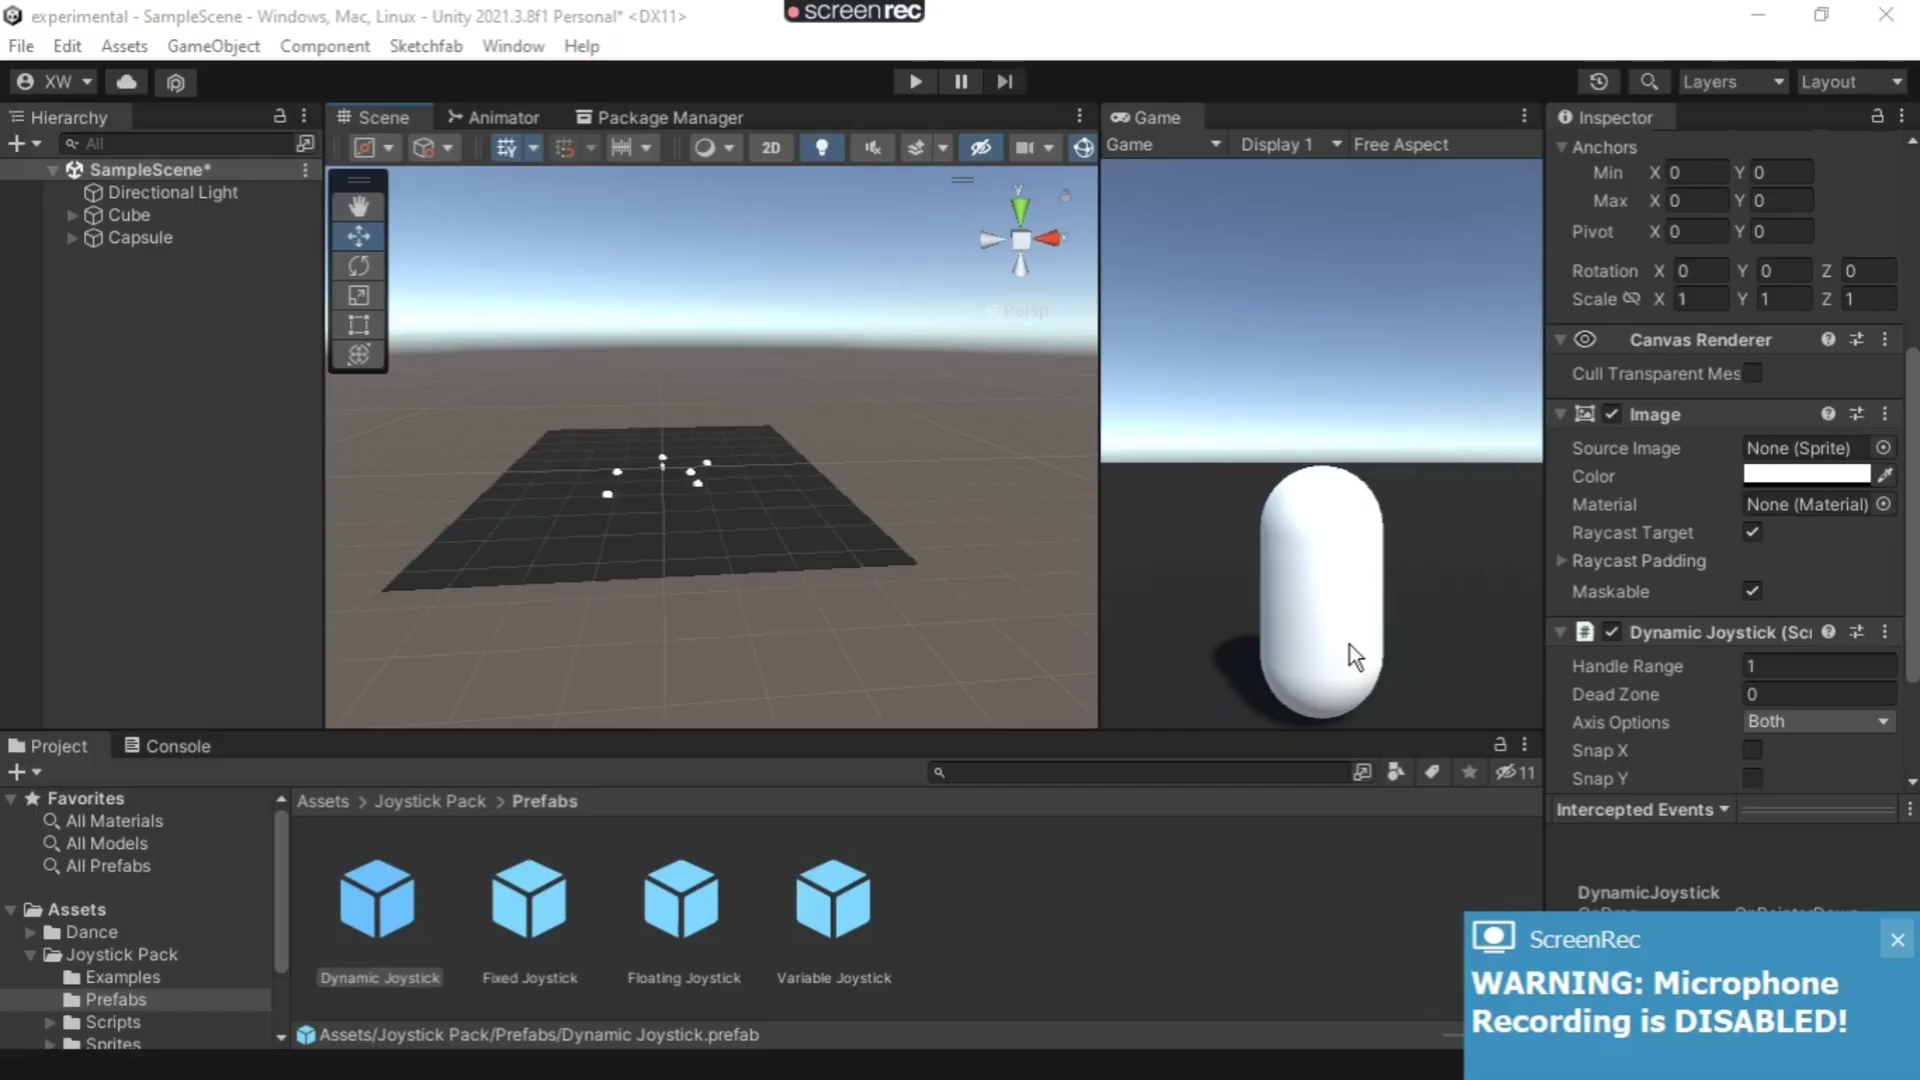 experimental - SampleScene - Windows, Mac, Linux - Unity 2021.3.8f1 Personal* <DX11>
screenrec
File Edit Assets GameObject Component Sketchfab Window Help
XW
Layers Layout
Hierarchy
All
SampleScene*
Directional Light
Cube
Capsule
Scene Animator Package Manager
2D
y
x
Persp
Game
Game Display 1 Free Aspect
Inspector
Anchors
Min X 0 Y 0
Max X 0 Y 0
Pivot X 0 Y 0
Rotation X 0 Y 0 Z 0
Scale X 1 Y 1 Z 1
Canvas Renderer
Cull Transparent Mes
Image
Source Image None (Sprite)
Color
Material None (Material)
Raycast Target
Raycast Padding
Maskable
Dynamic Joystick (Scr
Handle Range 1
Dead Zone 0
Axis Options Both
Snap X
Snap Y
Intercepted Events
DynamicJoystick
Project Console
11
Favorites
All Materials
All Models
All Prefabs
Assets
Dance
Joystick Pack
Examples
Prefabs
Scripts
Sprites
Assets > Joystick Pack > Prefabs
Dynamic Joystick Fixed Joystick Floating Joystick Variable Joystick
Assets/Joystick Pack/Prefabs/Dynamic Joystick.prefab
ScreenRec
WARNING: Microphone
Recording is DISABLED!